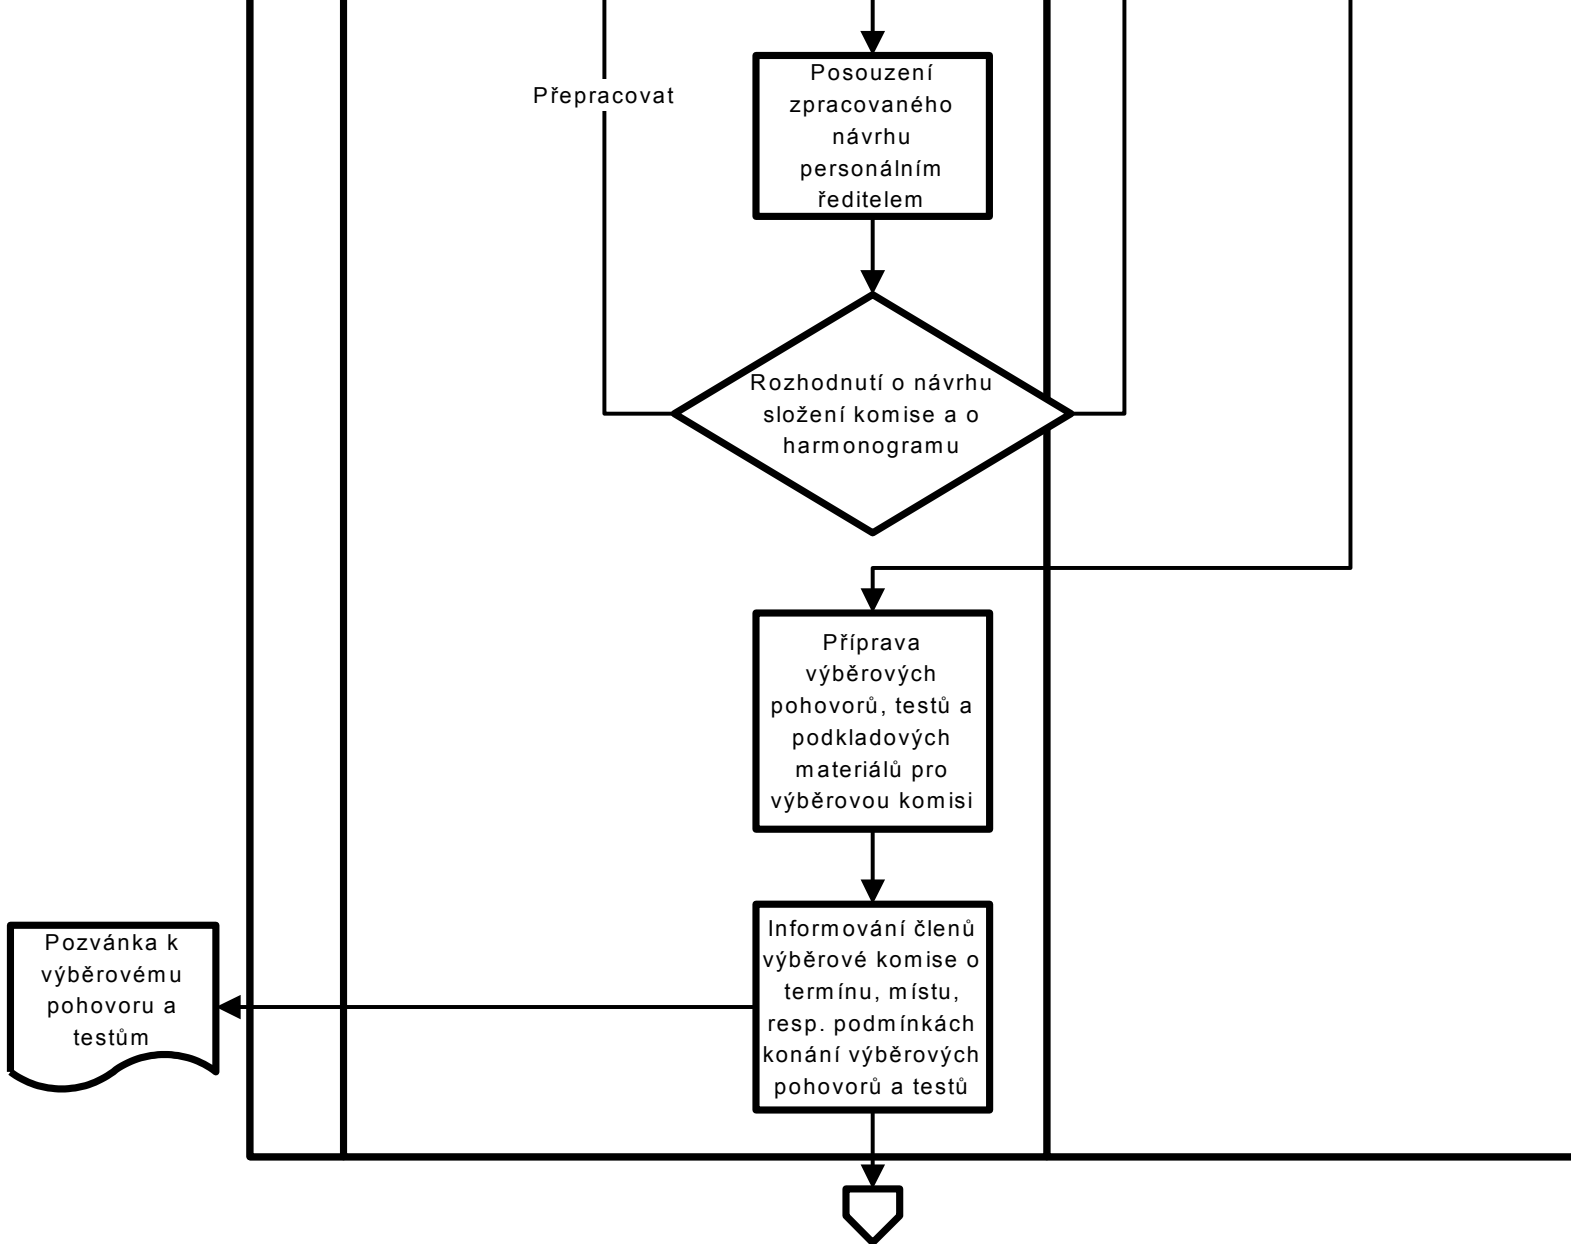 Přepracovat
Posouzení
zpracovaného
návrhu
personálním
ředitelem
Rozhodnutí o návrhu
složení komise a o
harmonogramu
Příprava
výběrových
pohovorů, testů a
podkladových
materiálů pro
výběrovou komisi
Pozvánka k
výběrovému
pohovoru a
testům
Informování členů
výběrové komise o
termínu, místu,
resp. podmínkách
konání výběrových
pohovorů a testů